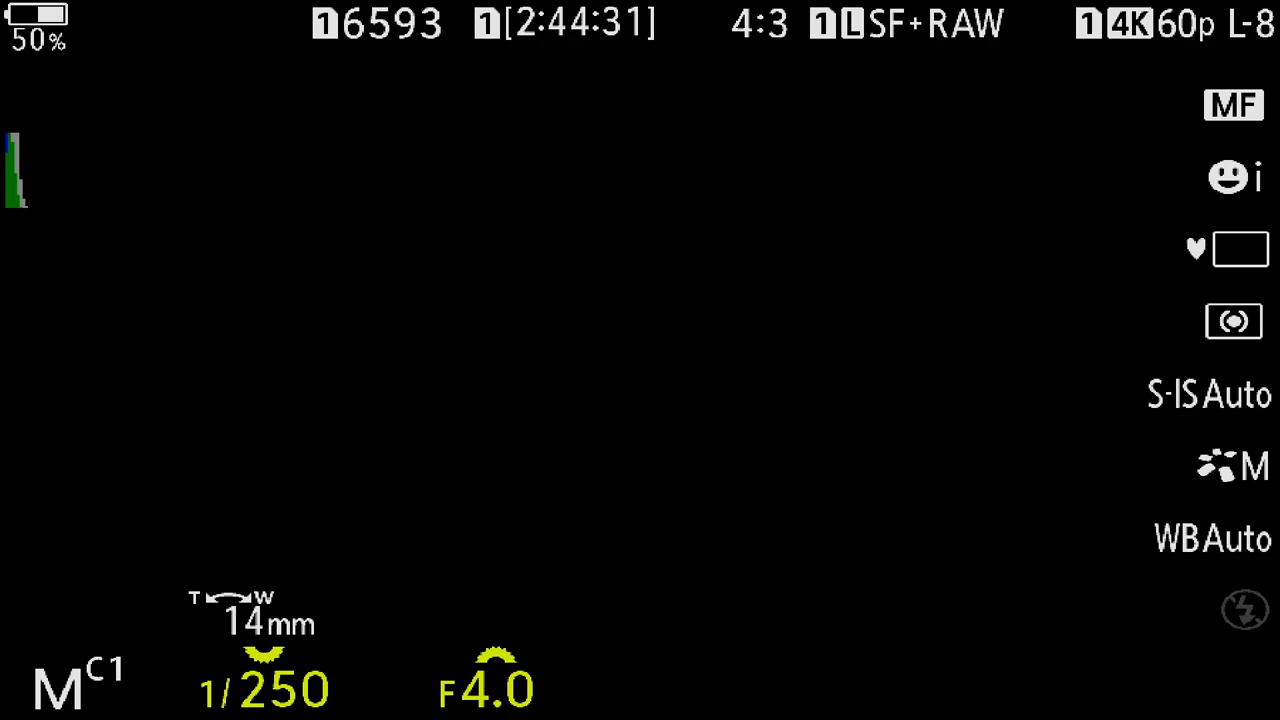 50%
1 6593 1 [2:44:31] 4:3 1 L SF+RAW 1 4K 60p L-8
MF
i
S-IS Auto
M
WB Auto
T W
14mm
M C1 1/250 F4.0